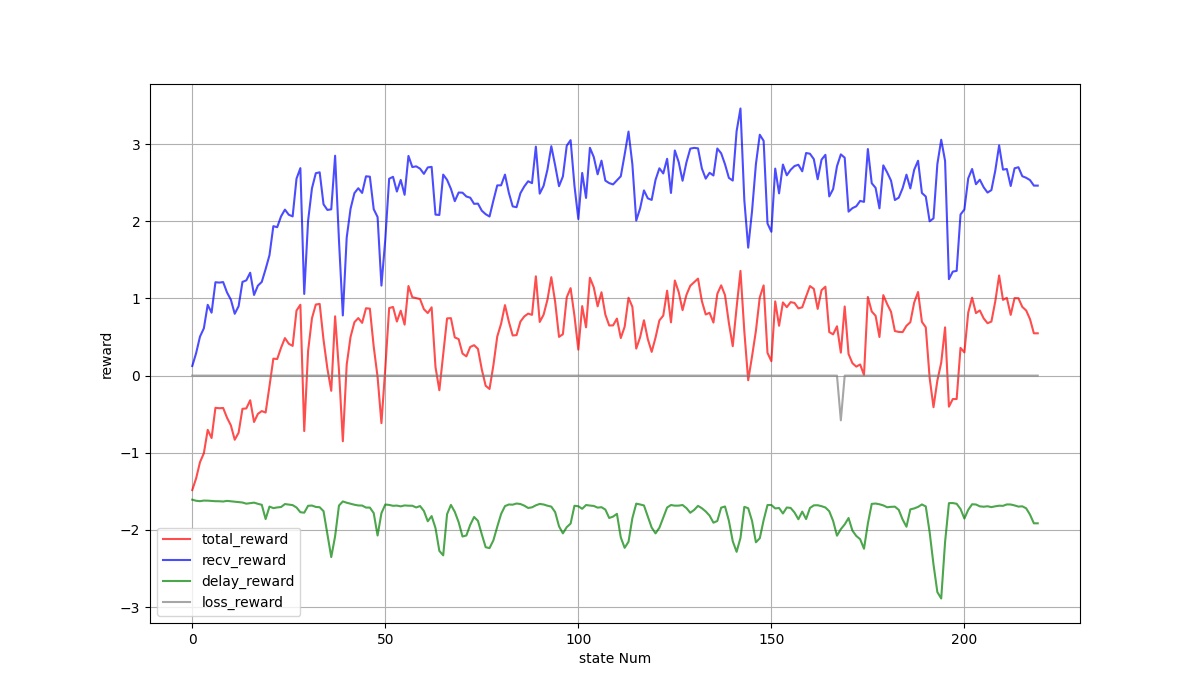 3
2
1
0
−1
−2
−3
reward
total_reward
recv_reward
delay_reward
loss_reward
0 50 100 150 200
state Num